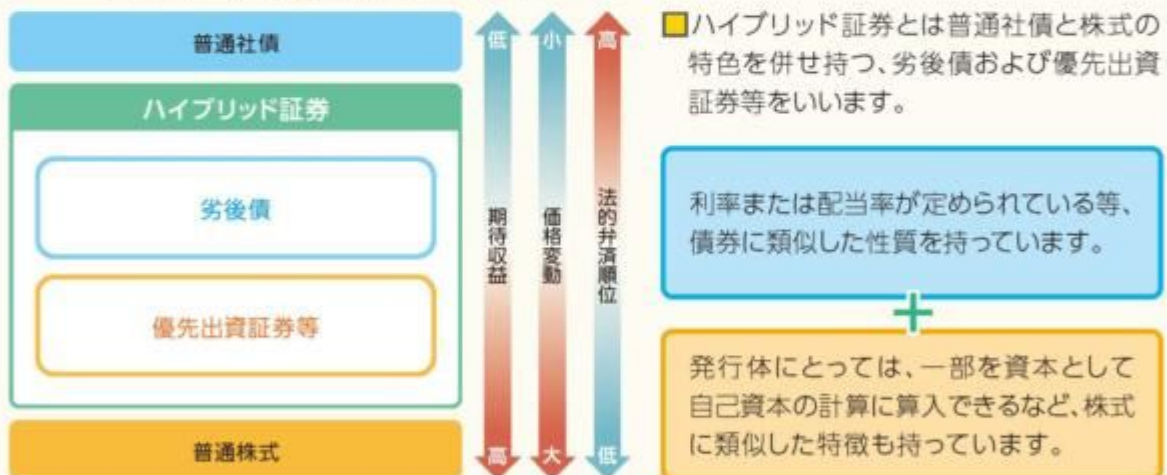 普通社債
ハイブリッド証券
劣後債
優先出資証券等
普通株式
低
期待収益
高
小
価格変動
大
高
法的弁済順位
低
ハイブリッド証券とは普通社債と株式の
特色を併せ持つ、劣後債および優先出資
証券等をいいます。
利率または配当率が定められている等、
債券に類似した性質を持っています。
+
発行体にとっては、一部を資本として
自己資本の計算に算入できるなど、株式
に類似した特徴も持っています。